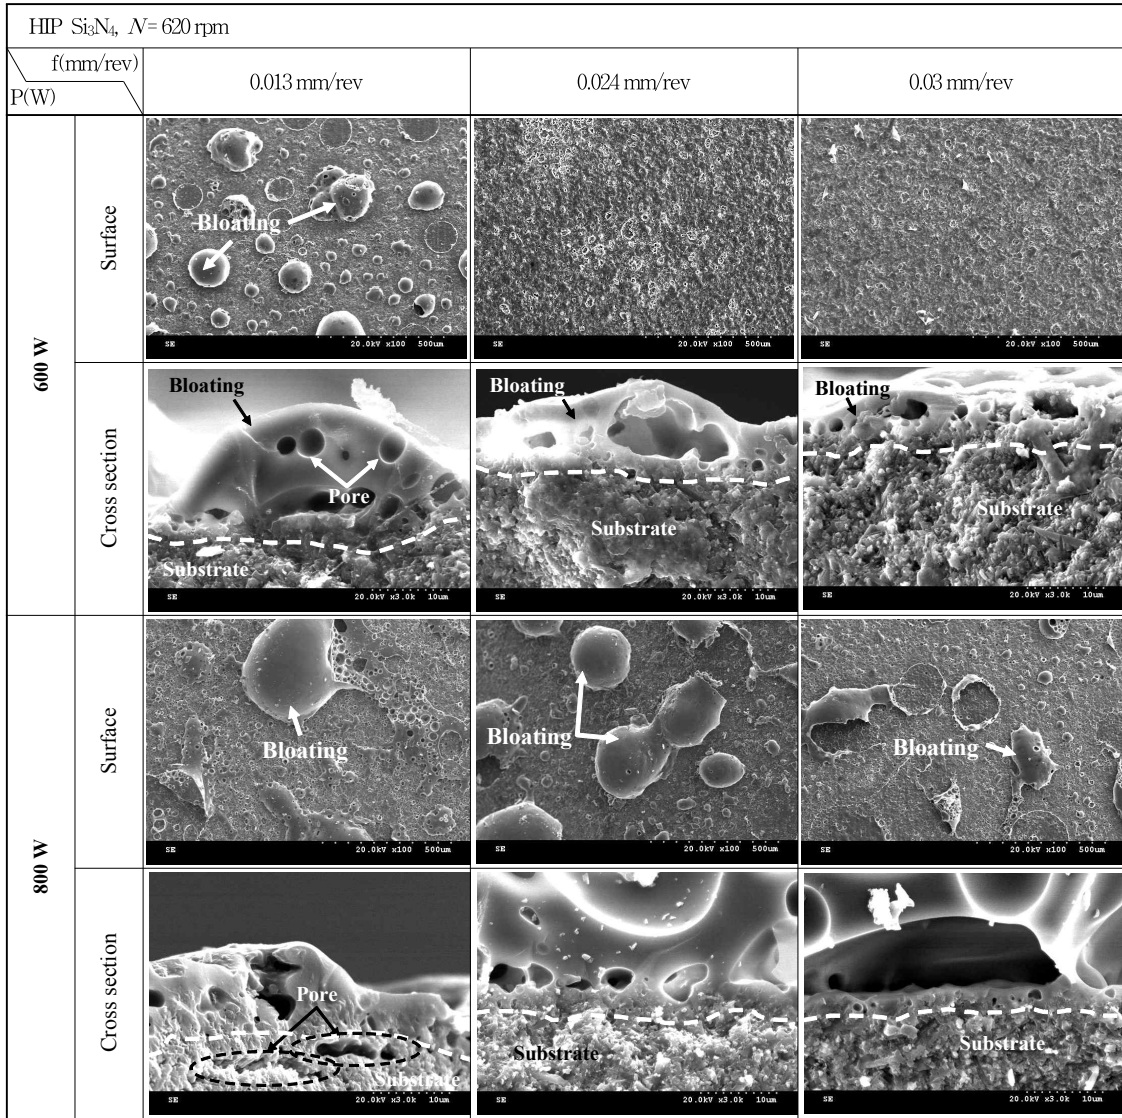 HIP Si₃N₄, N= 620 rpm
f(mm/rev)
P(W)
0.013 mm/rev
0.024 mm/rev
0.03 mm/rev
600 W
Surface
Bloating
SE 20.0kV x100 500um
SE 20.0kV x100 500um
SE 20.0kV x100 500um
Cross section
Bloating
Pore
Substrate
SE 20.0kV x3.0k 10um
Bloating
Substrate
SE 20.0kV x3.0k 10um
Bloating
Substrate
SE 20.0kV x3.0k 10um
800 W
Surface
Bloating
SE 20.0kV x100 500um
Bloating
SE 20.0kV x100 500um
Bloating
SE 20.0kV x100 500um
Cross section
Pore
Substrate
SE 20.0kV x3.0k 10um
Substrate
SE 20.0kV x3.0k 10um
Substrate
SE 20.0kV x3.0k 10um